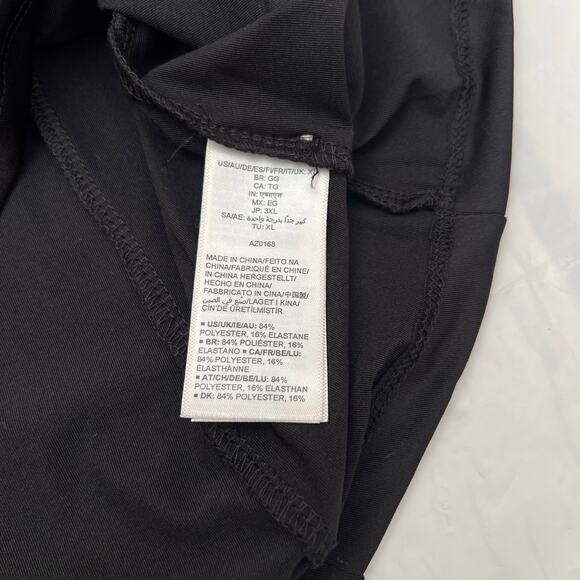 US/AU/DE/ES/FI/FR/IT/UK: X
BR: GG
CA: TG
IN: एक्सएल
MX: EG
JP: 3XL
SA/AE: كبير جدًا بدرجة واحدة
TU: XL
AZ0168
MADE IN CHINA/FEITO NA
CHINA/FABRIQUÉ EN CHINE/
IN CHINA HERGESTELLT/
HECHO EN CHINA/
FABBRICATO IN CINA/中国製/
صنع في الصين/LAGET I KINA/
ÇİN'DE ÜRETİLMİŞTİR
▪ US/UK/IE/AU: 84%
POLYESTER, 16% ELASTANE
▪ BR: 84% POLIÉSTER, 16%
ELASTANO ▪ CA/FR/BE/LU:
84% POLYESTER, 16%
ÉLASTHANNE
▪ AT/CH/DE/BE/LU: 84%
POLYESTER, 16% ELASTHAN
▪ DK: 84% POLYESTER, 16%